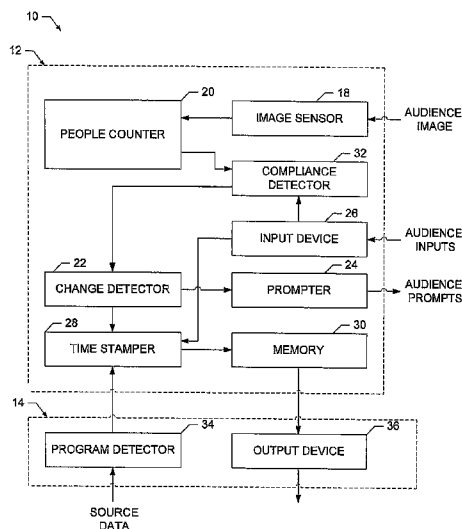 10
12
20
PEOPLE COUNTER
18
IMAGE SENSOR
AUDIENCE
IMAGE
32
COMPLIANCE
DETECTOR
26
INPUT DEVICE
AUDIENCE
INPUTS
22
CHANGE DETECTOR
24
PROMPTER
AUDIENCE
PROMPTS
28
TIME STAMPER
30
MEMORY
14
34
PROGRAM DETECTOR
36
OUTPUT DEVICE
SOURCE
DATA